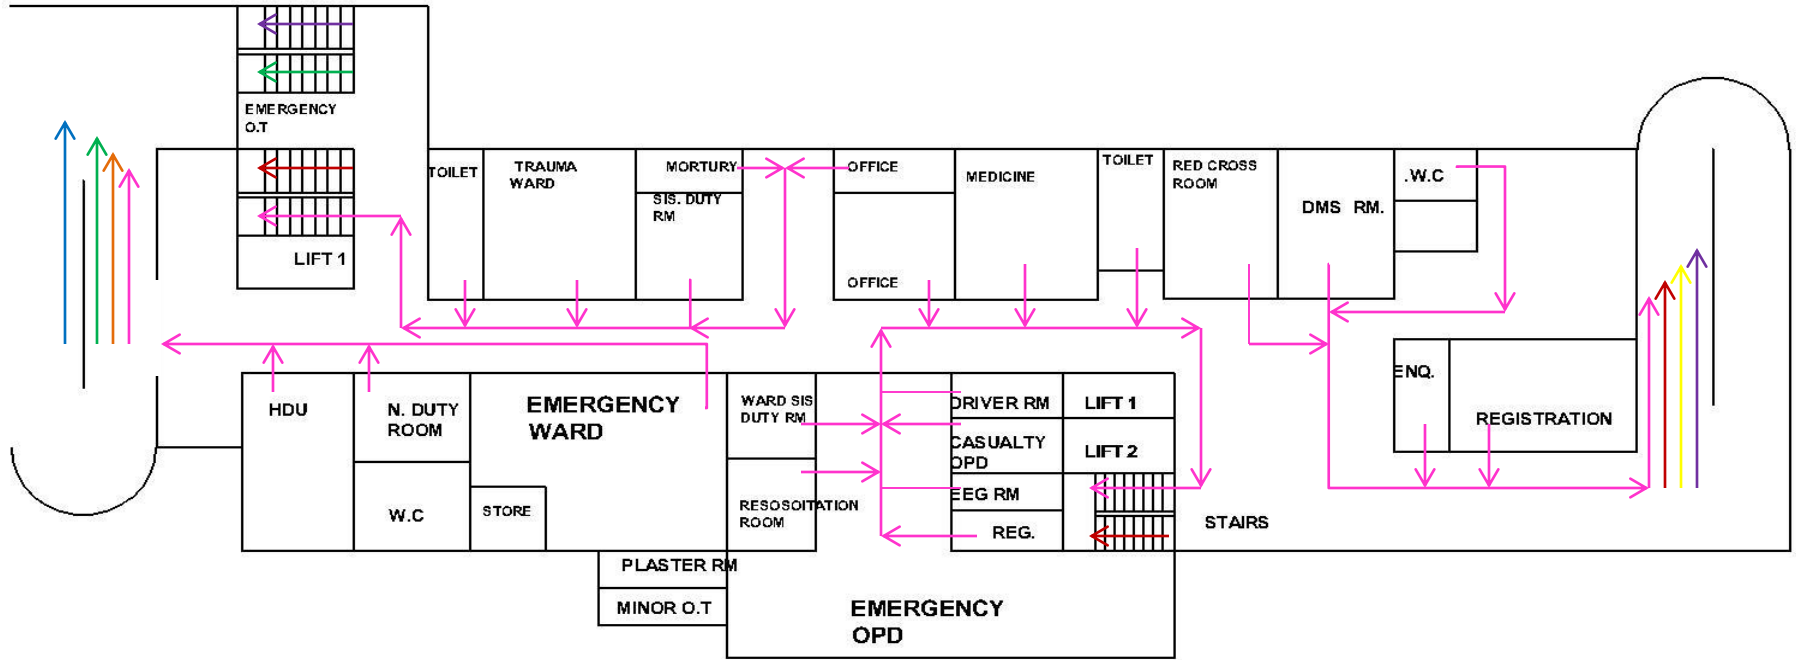 EMERGENCY
O.T
LIFT 1
TOILET
TRAUMA
WARD
MORTURY
SIS. DUTY
RM
OFFICE
OFFICE
MEDICINE
TOILET
RED CROSS
ROOM
DMS RM.
.W.C
ENQ.
REGISTRATION
HDU
N. DUTY
ROOM
W.C
EMERGENCY
WARD
STORE
WARD SIS
DUTY RM
RESOSOITATION
ROOM
DRIVER RM
LIFT 1
CASUALTY
OPD
LIFT 2
EEG RM
REG.
STAIRS
PLASTER RM
MINOR O.T
EMERGENCY
OPD